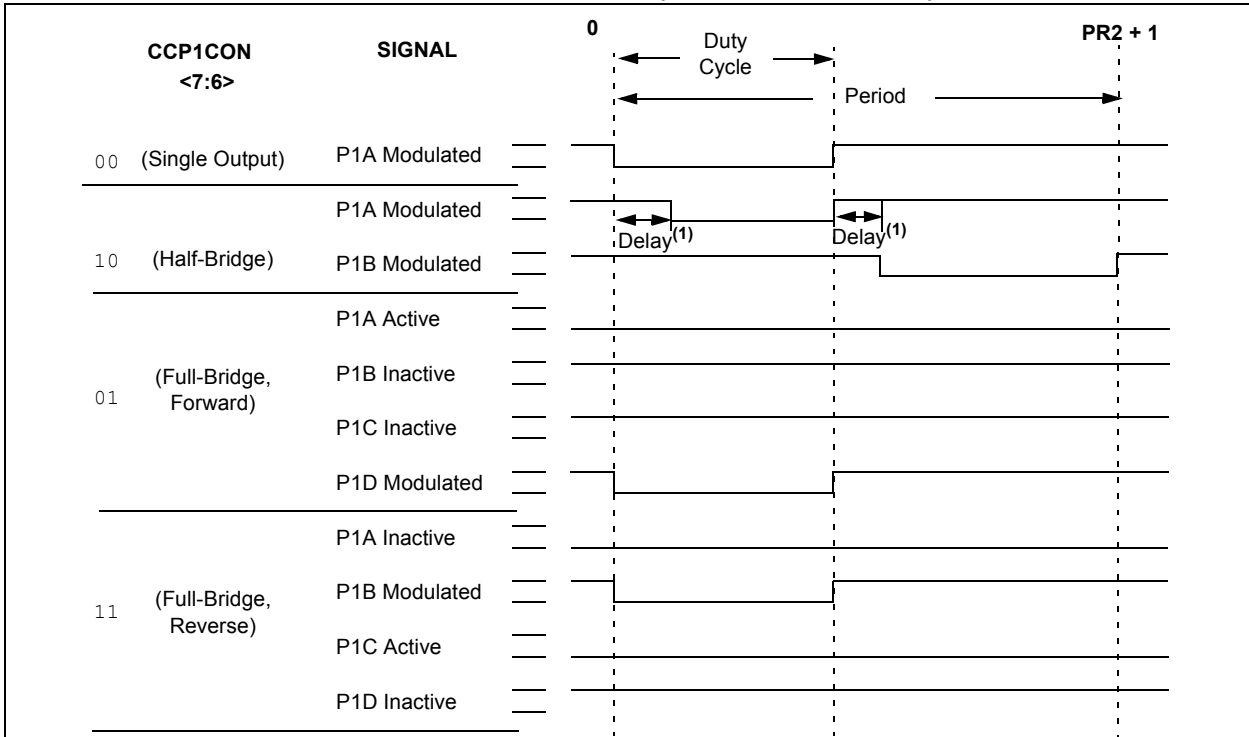 CCP1CON
<7:6>
SIGNAL
0
Duty
Cycle
PR2 + 1
Period
00 (Single Output) P1A Modulated
P1A Modulated
Delay(1) Delay(1)
10 (Half-Bridge) P1B Modulated
P1A Active
01 (Full-Bridge,
Forward)
P1B Inactive
P1C Inactive
P1D Modulated
P1A Inactive
11 (Full-Bridge,
Reverse)
P1B Modulated
P1C Active
P1D Inactive